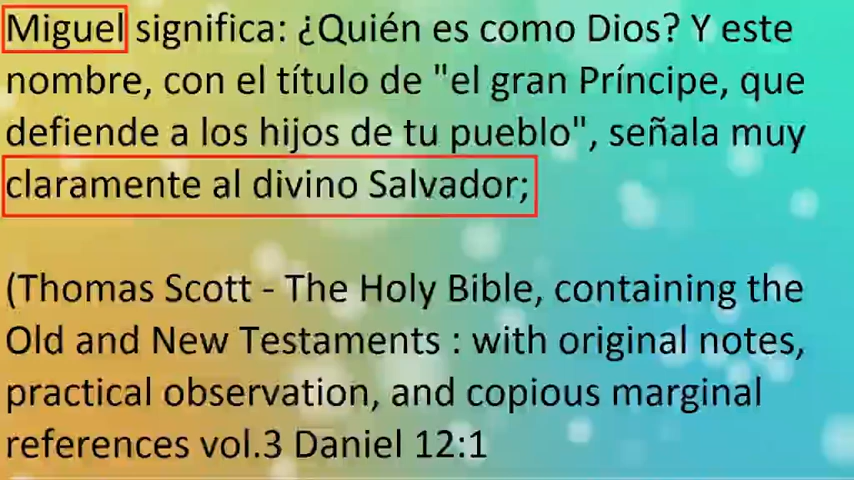 Miguel significa: ¿Quién es como Dios? Y este
nombre, con el título de "el gran Príncipe, que
defiende a los hijos de tu pueblo", señala muy
claramente al divino Salvador;
(Thomas Scott - The Holy Bible, containing the
Old and New Testaments : with original notes,
practical observation, and copious marginal
references vol.3 Daniel 12:1